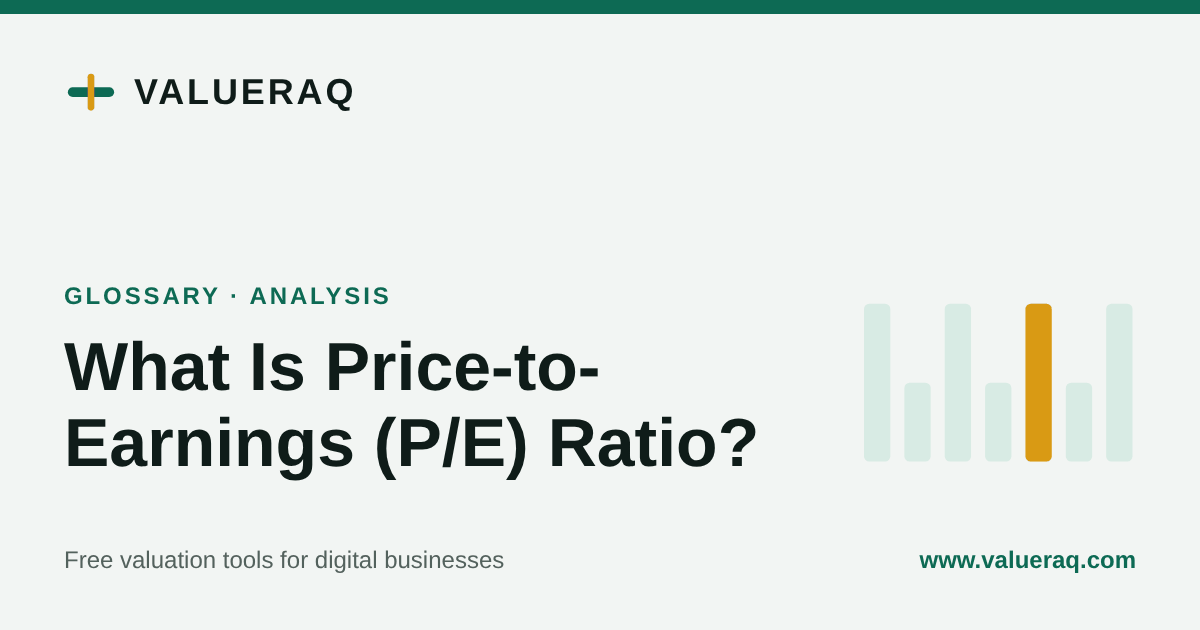 VALUERAQ
GLOSSARY · ANALYSIS
What Is Price-to-
Earnings (P/E) Ratio?
Free valuation tools for digital businesses
www.valueraq.com